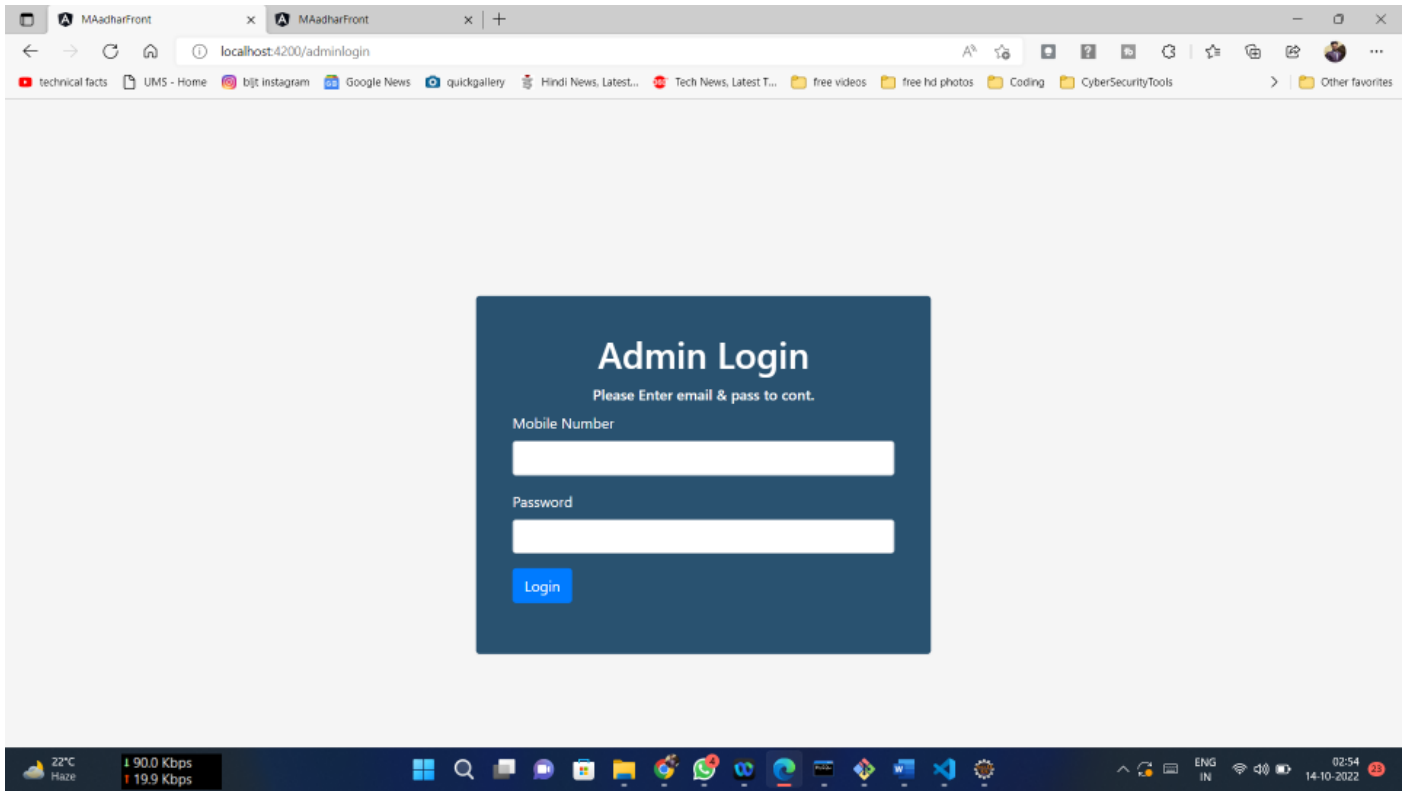 MAadharFront MAadharFront
localhost:4200/adminlogin
technical facts UMS - Home bljt instagram Google News quickgallery Hindi News, Latest... Tech News, Latest T... free videos free hd photos Coding CyberSecurityTools Other favorites
Admin Login
Please Enter email & pass to cont.
Mobile Number
Password
Login
22°C
Haze
90.0 Kbps
19.9 Kbps
ENG
IN
02:54
14-10-2022
23